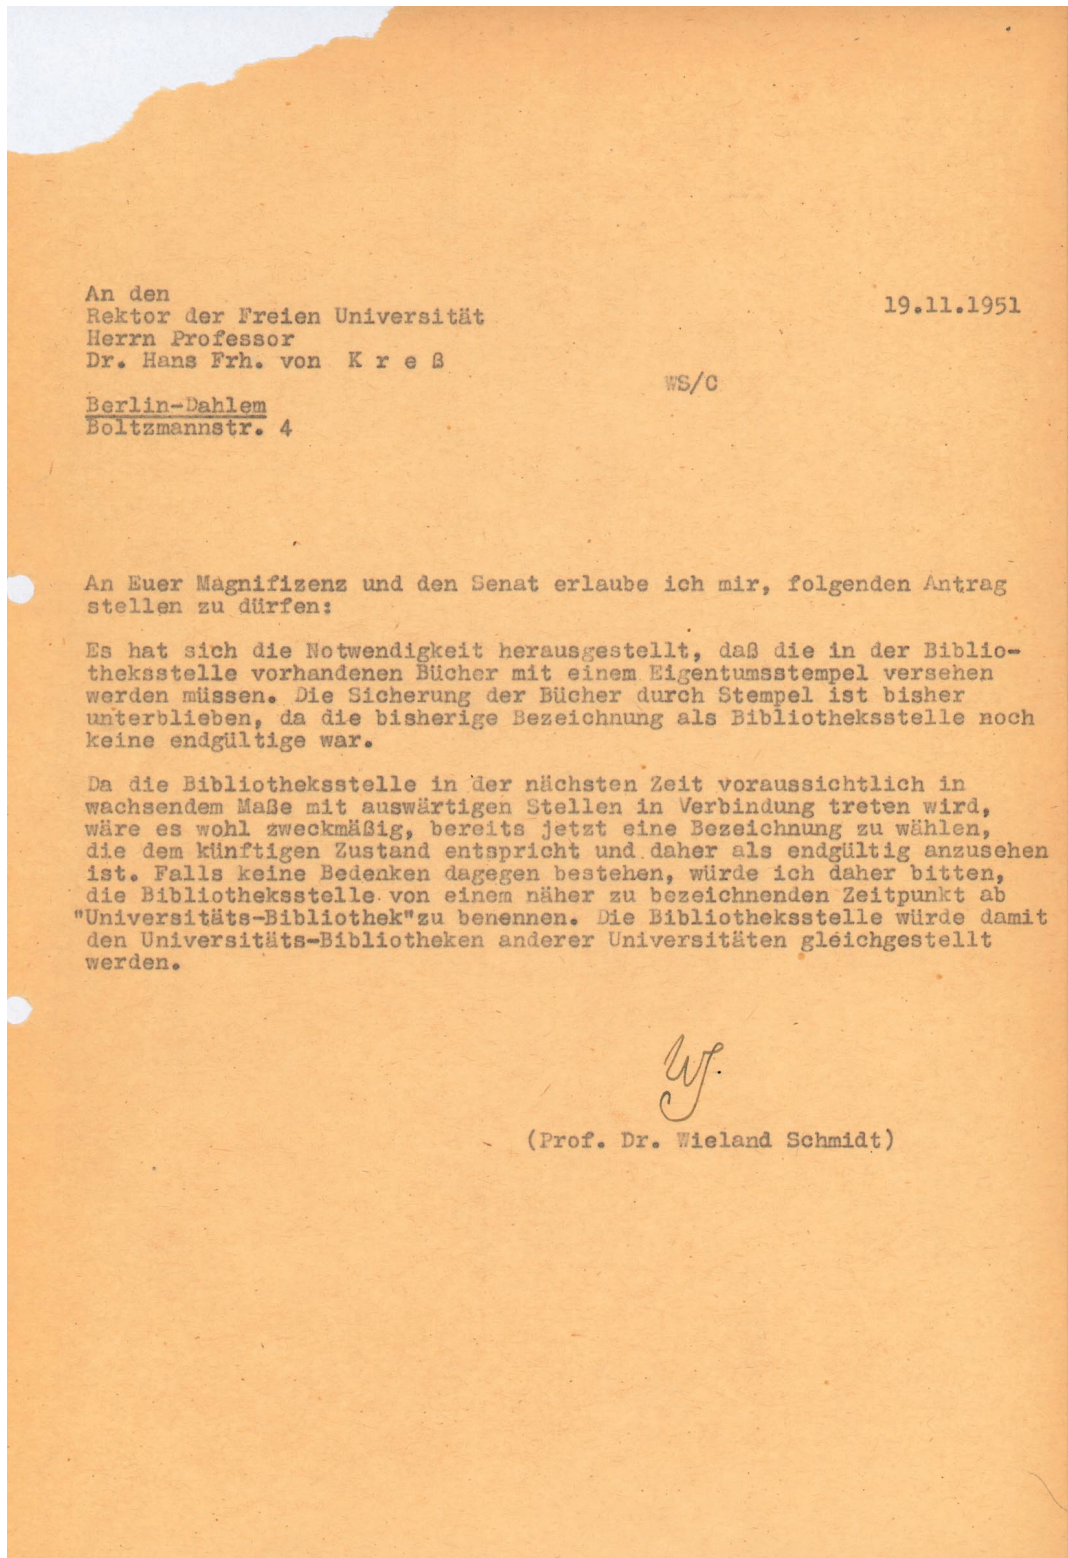 An den
Rektor der Freien Universität
Herrn Professor
Dr. Hans Frh. von K r e ß
19.11.1951
WS/C
Berlin-Dahlem
Boltzmannstr. 4
An Euer Magnifizenz und den Senat erlaube ich mir, folgenden Antrag
stellen zu dürfen:
Es hat sich die Notwendigkeit herausgestellt, daß die in der Biblio-
theksstelle vorhandenen Bücher mit einem Eigentumsstempel versehen
werden müssen. Die Sicherung der Bücher durch Stempel ist bisher
unterblieben, da die bisherige Bezeichnung als Bibliotheksstelle noch
keine endgültige war.
Da die Bibliotheksstelle in der nächsten Zeit voraussichtlich in
wachsendem Maße mit auswärtigen Stellen in Verbindung treten wird,
wäre es wohl zweckmäßig, bereits jetzt eine Bezeichnung zu wählen,
die dem künftigen Zustand entspricht und daher als endgültig anzusehen
ist. Falls keine Bedenken dagegen bestehen, würde ich daher bitten,
die Bibliotheksstelle von einem näher zu bezeichnenden Zeitpunkt ab
"Universitäts-Bibliothek"zu benennen. Die Bibliotheksstelle würde damit
den Universitäts-Bibliotheken anderer Universitäten gleichgestellt
werden.
WS.
(Prof. Dr. Wieland Schmidt)